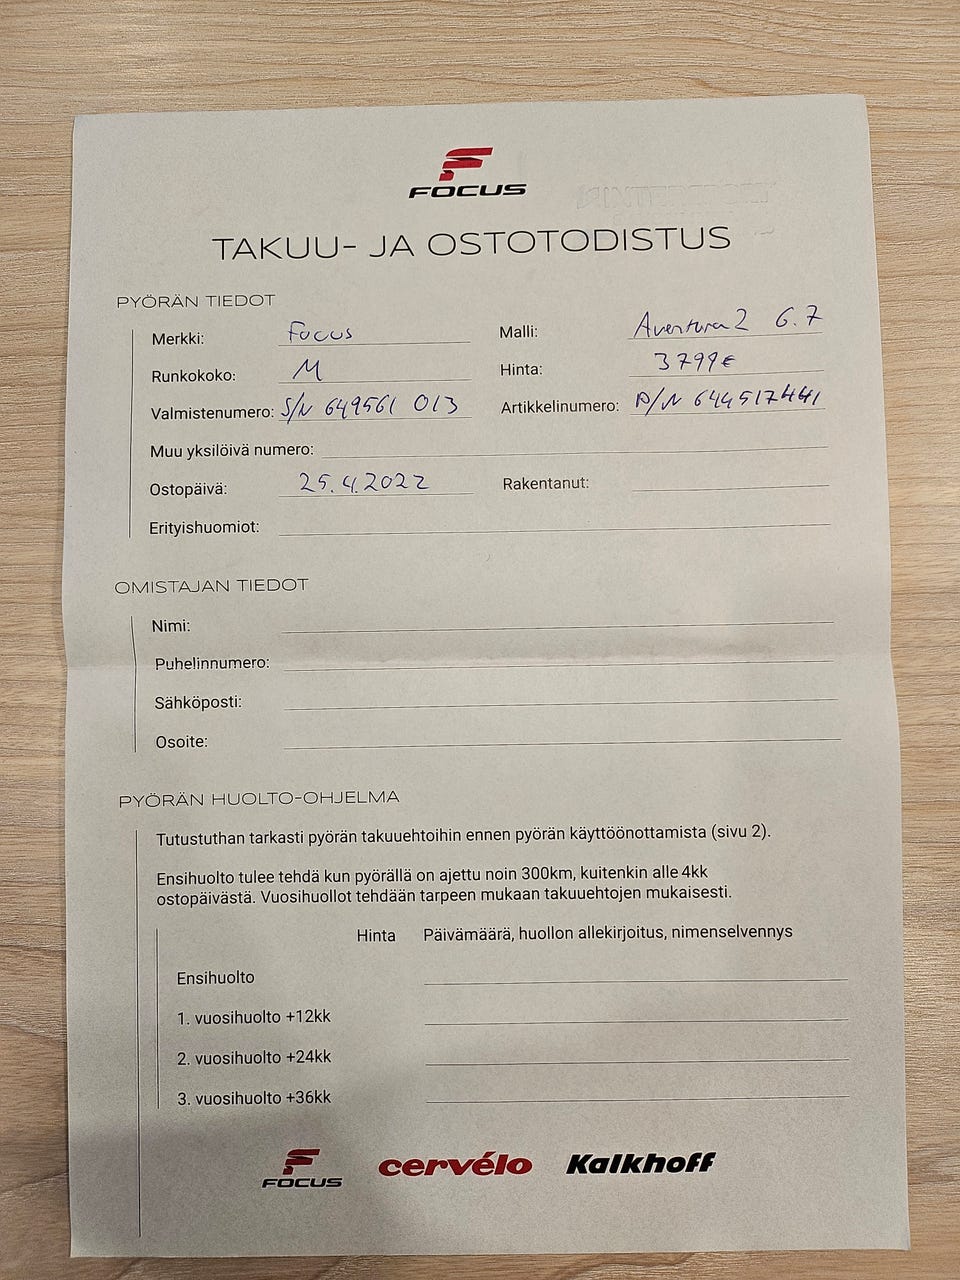 FOCUS
TAKUU- JA OSTOTODISTUS
PYÖRÄN TIEDOT
Merkki: Focus Malli: Aventura2 6.7
Runkokoko: M Hinta: 3799€
Valmistenumero: S/N 649561 013 Artikkelinumero: P/N 644517441
Muu yksilöivä numero:
Ostopäivä: 25.4.2022 Rakentanut:
Erityishuomiot:
OMISTAJAN TIEDOT
Nimi:
Puhelinnumero:
Sähköposti:
Osoite:
PYÖRÄN HUOLTO-OHJELMA
Tutustuthan tarkasti pyörän takuuehtoihin ennen pyörän käyttöönottamista (sivu 2).
Ensihuolto tulee tehdä kun pyörällä on ajettu noin 300km, kuitenkin alle 4kk
ostopäivästä. Vuosihuollot tehdään tarpeen mukaan takuuehtojen mukaisesti.
Hinta Päivämäärä, huollon allekirjoitus, nimenselvennys
Ensihuolto
1. vuosihuolto +12kk
2. vuosihuolto +24kk
3. vuosihuolto +36kk
FOCUS cervélo Kalkhoff